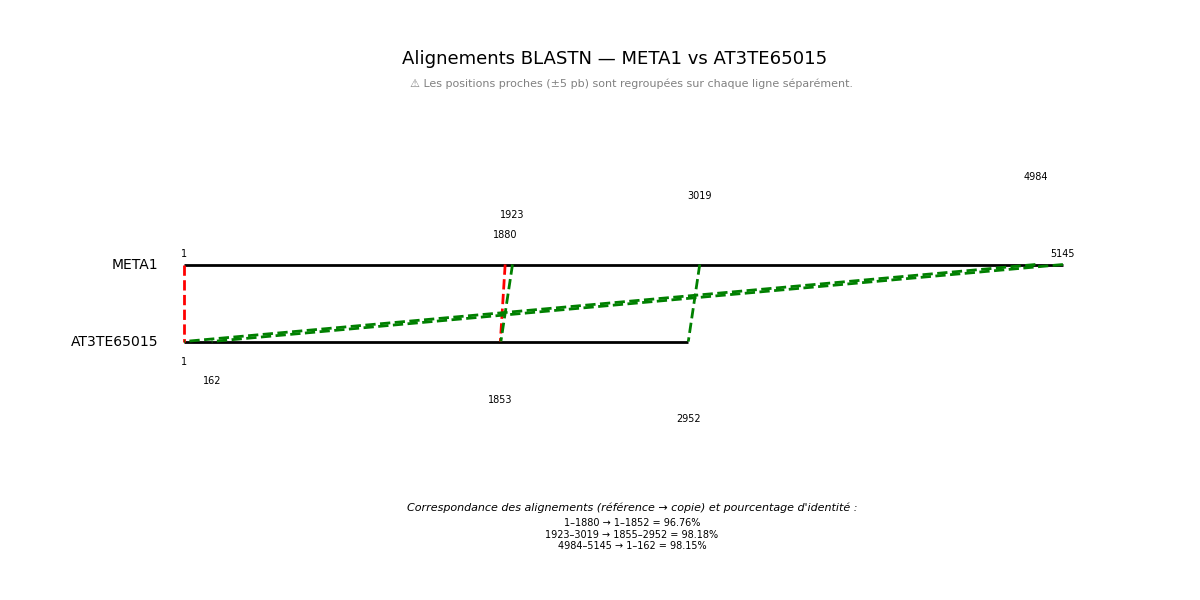 Alignements BLASTN — META1 vs AT3TE65015
⚠ Les positions proches (±5 pb) sont regroupées sur chaque ligne séparément.
4984
3019
1923
1880
1
5145
META1
AT3TE65015
1
162
1853
2952
Correspondance des alignements (référence → copie) et pourcentage d'identité :
1–1880 → 1–1852 = 96.76%
1923–3019 → 1855–2952 = 98.18%
4984–5145 → 1–162 = 98.15%